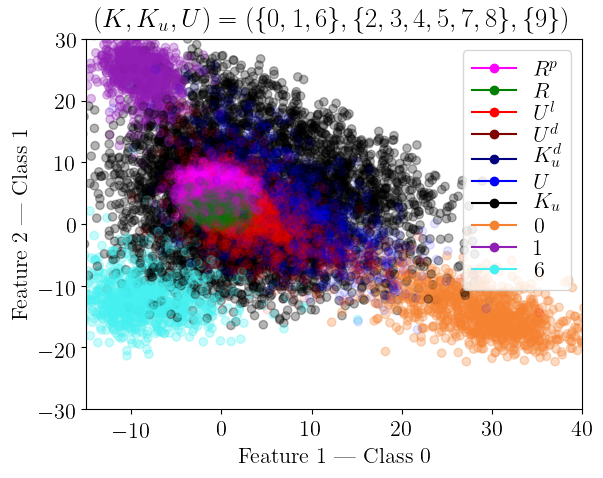 (K, K_u, U) = ({0, 1, 6}, {2, 3, 4, 5, 7, 8}, {9})
30
20
10
0
−10
−20
−30
Feature 2 — Class 1
−10
0
10
20
30
40
Feature 1 — Class 0
R^p
R
U^l
U^d
K_u^d
U
K_u
0
1
6